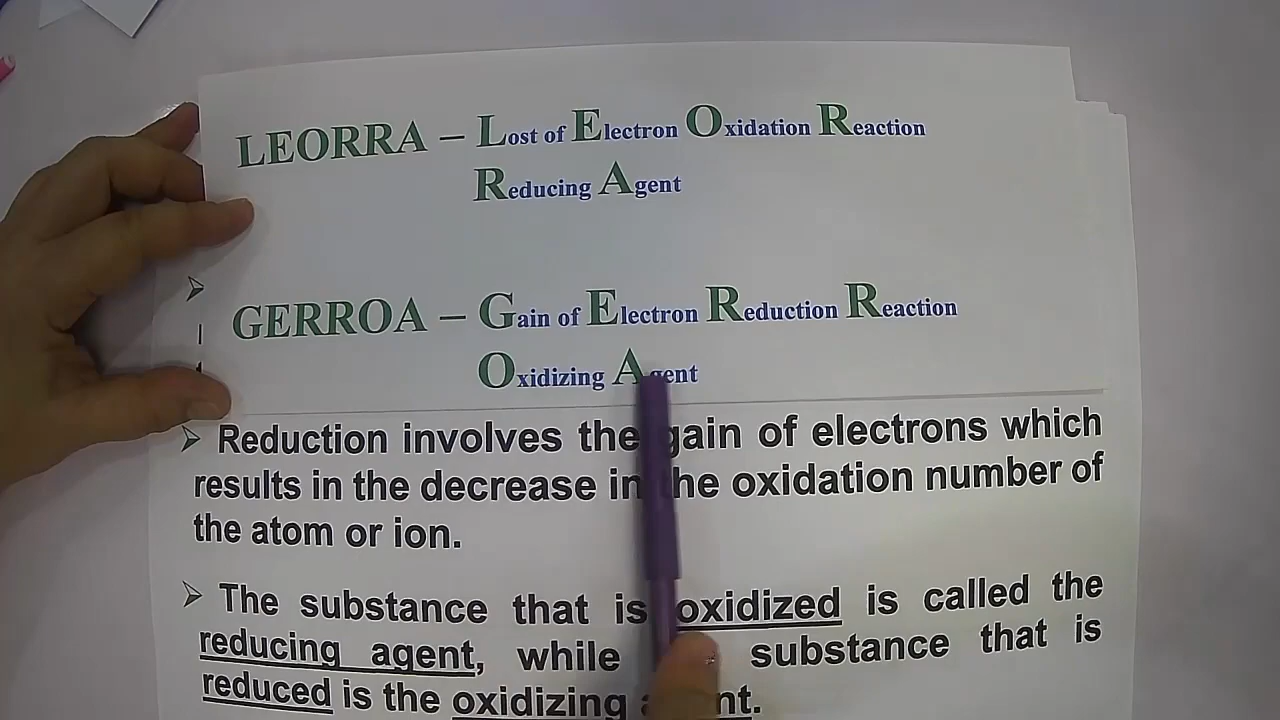 LEORRA – Lost of Electron Oxidation Reaction
Reducing Agent
GERROA – Gain of Electron Reduction Reaction
Oxidizing Agent
➢ Reduction involves the gain of electrons which
results in the decrease in the oxidation number of
the atom or ion.
➢ The substance that is oxidized is called the
reducing agent, while substance that is
reduced is the oxidizing agent.